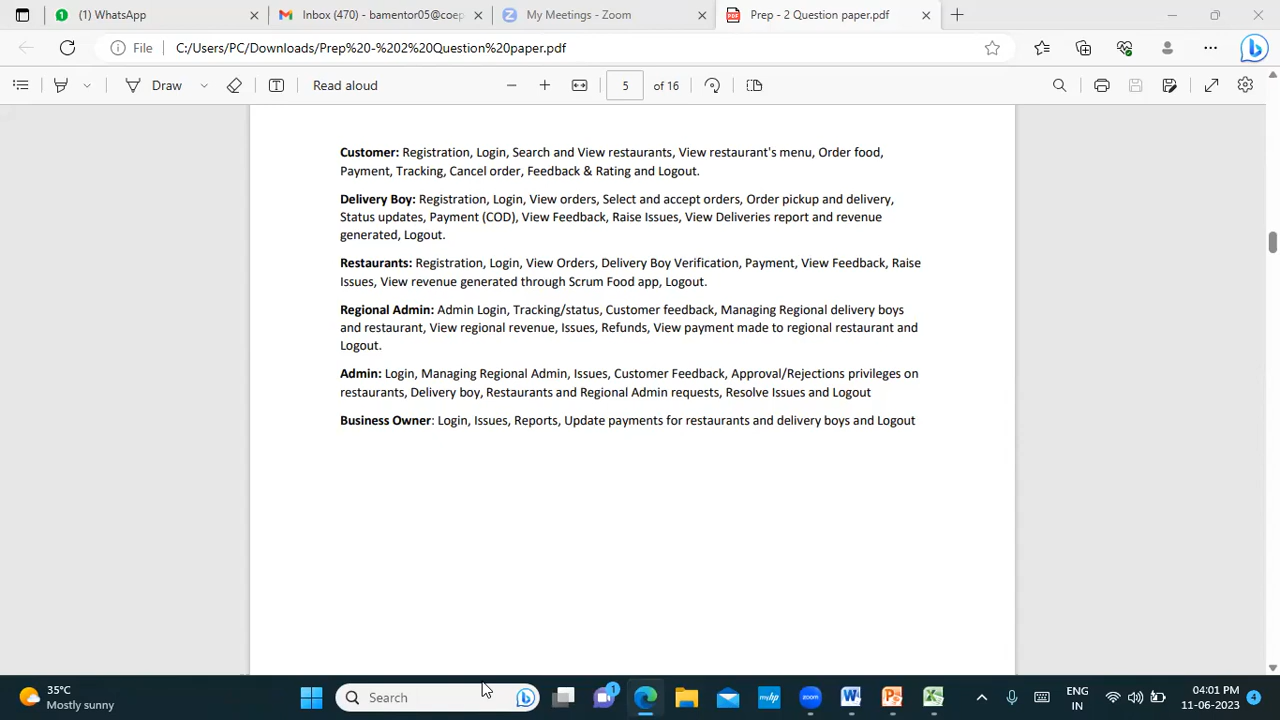 (1) WhatsApp
Inbox (470) - bamentor05@coep
My Meetings - Zoom
Prep - 2 Question paper.pdf
File
C:/Users/PC/Downloads/Prep%20-%202%20Question%20paper.pdf
Draw
Read aloud
5
of 16
Customer: Registration, Login, Search and View restaurants, View restaurant's menu, Order food,
Payment, Tracking, Cancel order, Feedback & Rating and Logout.
Delivery Boy: Registration, Login, View orders, Select and accept orders, Order pickup and delivery,
Status updates, Payment (COD), View Feedback, Raise Issues, View Deliveries report and revenue
generated, Logout.
Restaurants: Registration, Login, View Orders, Delivery Boy Verification, Payment, View Feedback, Raise
Issues, View revenue generated through Scrum Food app, Logout.
Regional Admin: Admin Login, Tracking/status, Customer feedback, Managing Regional delivery boys
and restaurant, View regional revenue, Issues, Refunds, View payment made to regional restaurant and
Logout.
Admin: Login, Managing Regional Admin, Issues, Customer Feedback, Approval/Rejections privileges on
restaurants, Delivery boy, Restaurants and Regional Admin requests, Resolve Issues and Logout
Business Owner: Login, Issues, Reports, Update payments for restaurants and delivery boys and Logout
35°C
Mostly sunny
Search
1
myhp
zoom
W
P
X
ENG
IN
04:01 PM
11-06-2023
4